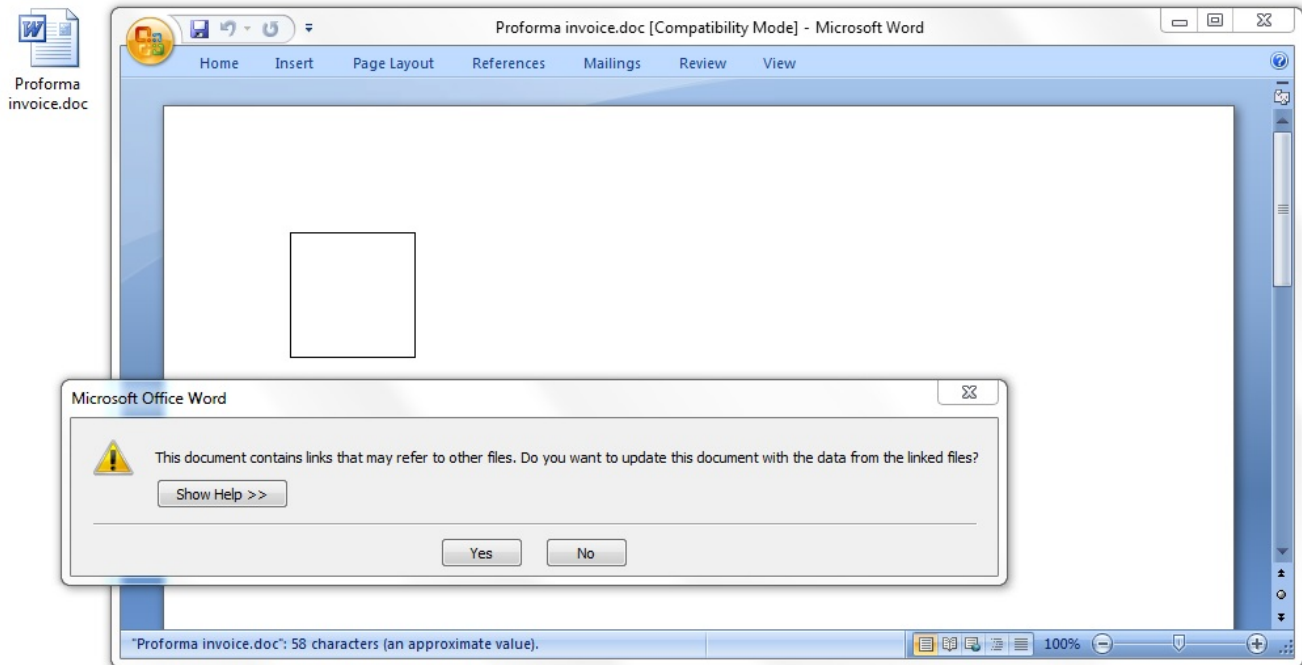 Proforma
invoice.doc
Proforma invoice.doc [Compatibility Mode] - Microsoft Word
Home Insert Page Layout References Mailings Review View
Microsoft Office Word
This document contains links that may refer to other files. Do you want to update this document with the data from the linked files?
Show Help >>
Yes No
"Proforma invoice.doc": 58 characters (an approximate value).
100%